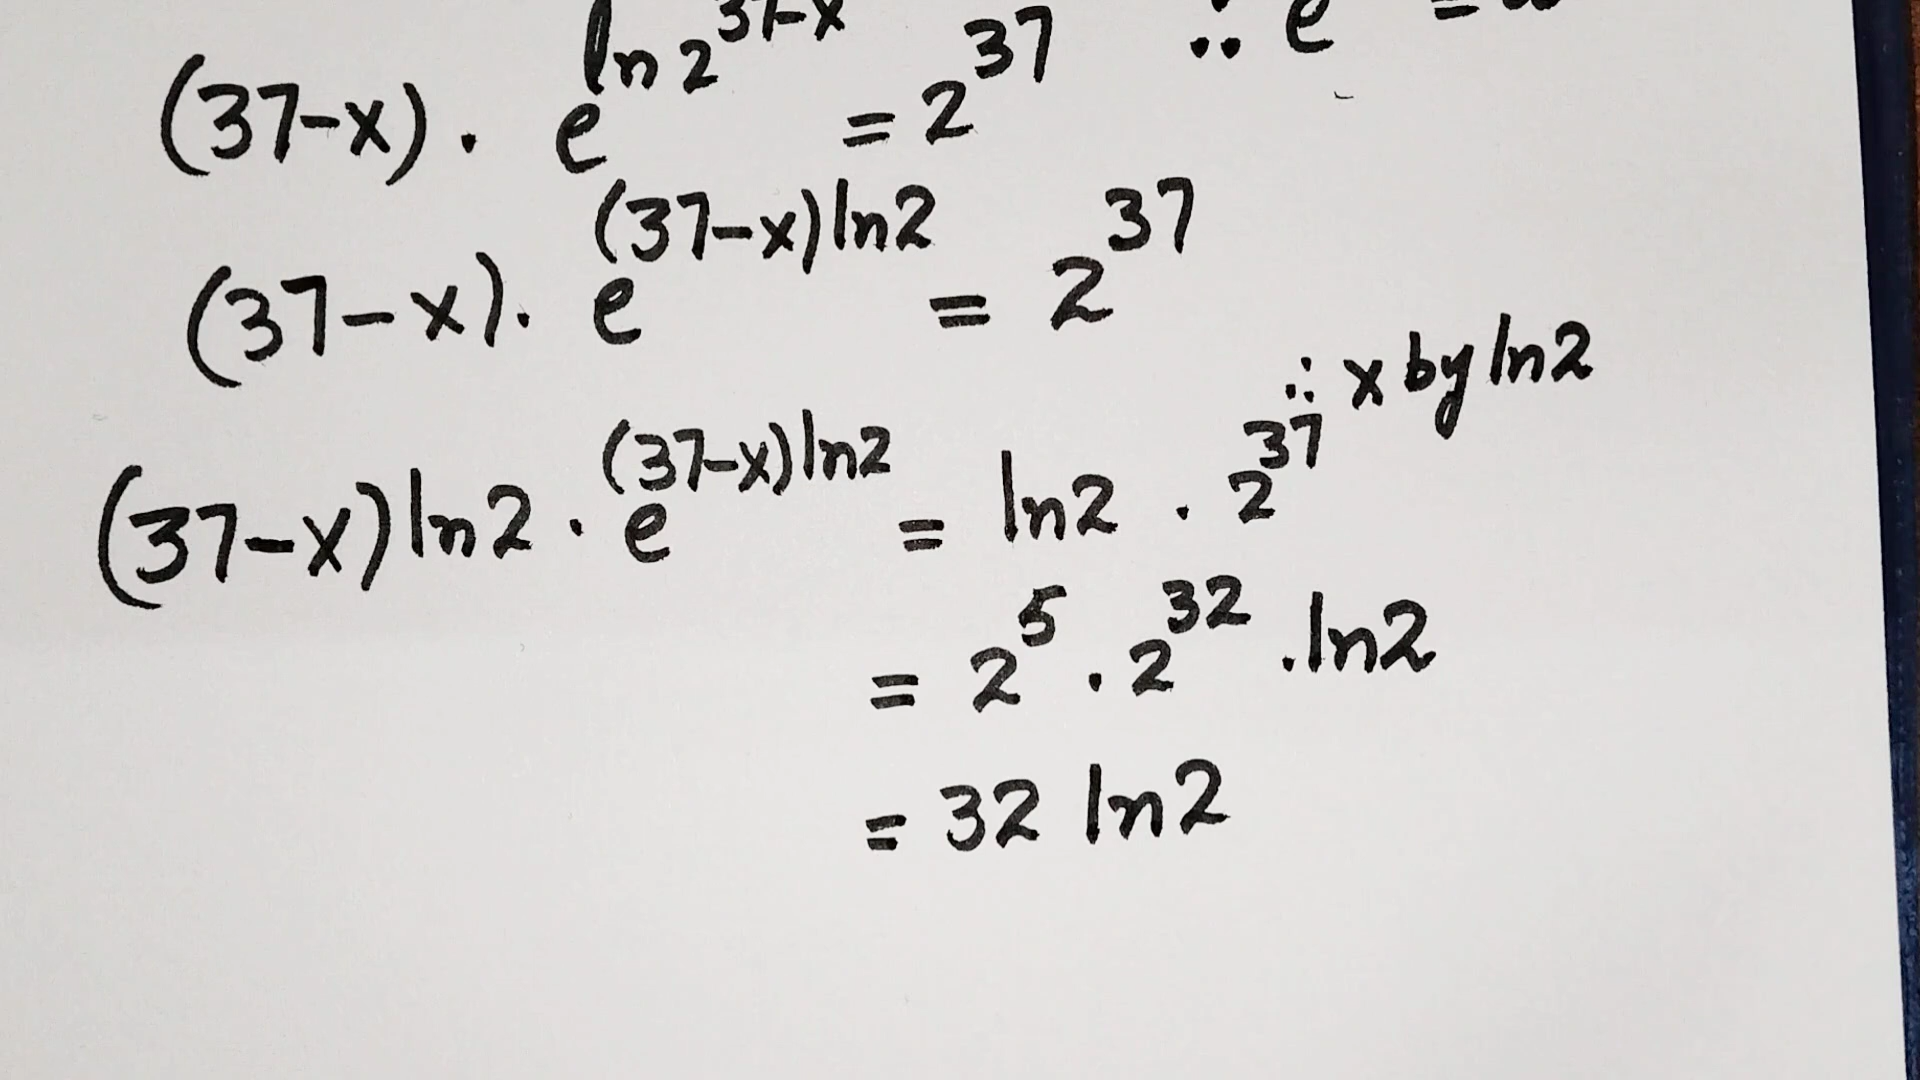 (37-x) · e^(ln 2^(37-x)) = 2^37 ∴ e =
(37-x) · e^((37-x)ln2) = 2^37
∴ x by ln2
(37-x)ln2 · e^((37-x)ln2) = ln2 · 2^37
= 2^5 · 2^32 · ln2
= 32 ln2